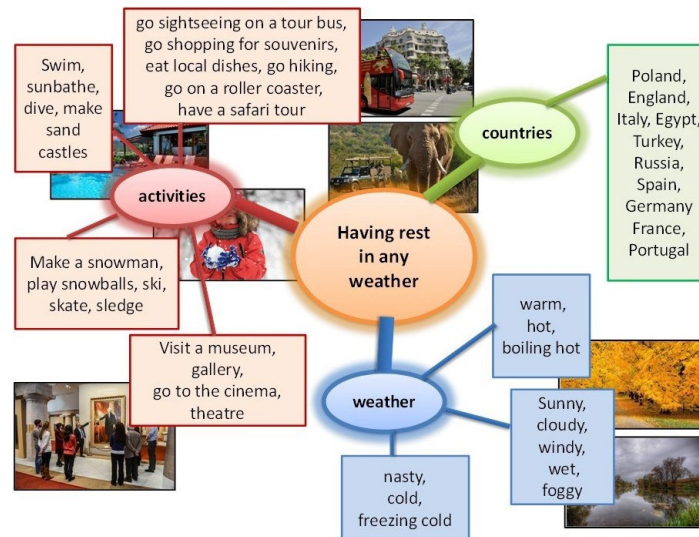 go sightseeing on a tour bus,
go shopping for souvenirs,
eat local dishes, go hiking,
go on a roller coaster,
have a safari tour
Swim,
sunbathe,
dive, make
sand
castles
activities
Make a snowman,
play snowballs, ski,
skate, sledge
Visit a museum,
gallery,
go to the cinema,
theatre
Having rest
in any
weather
countries
Poland,
England,
Italy, Egypt,
Turkey,
Russia,
Spain,
Germany
France,
Portugal
weather
warm,
hot,
boiling hot
Sunny,
cloudy,
windy,
wet,
foggy
nasty,
cold,
freezing cold